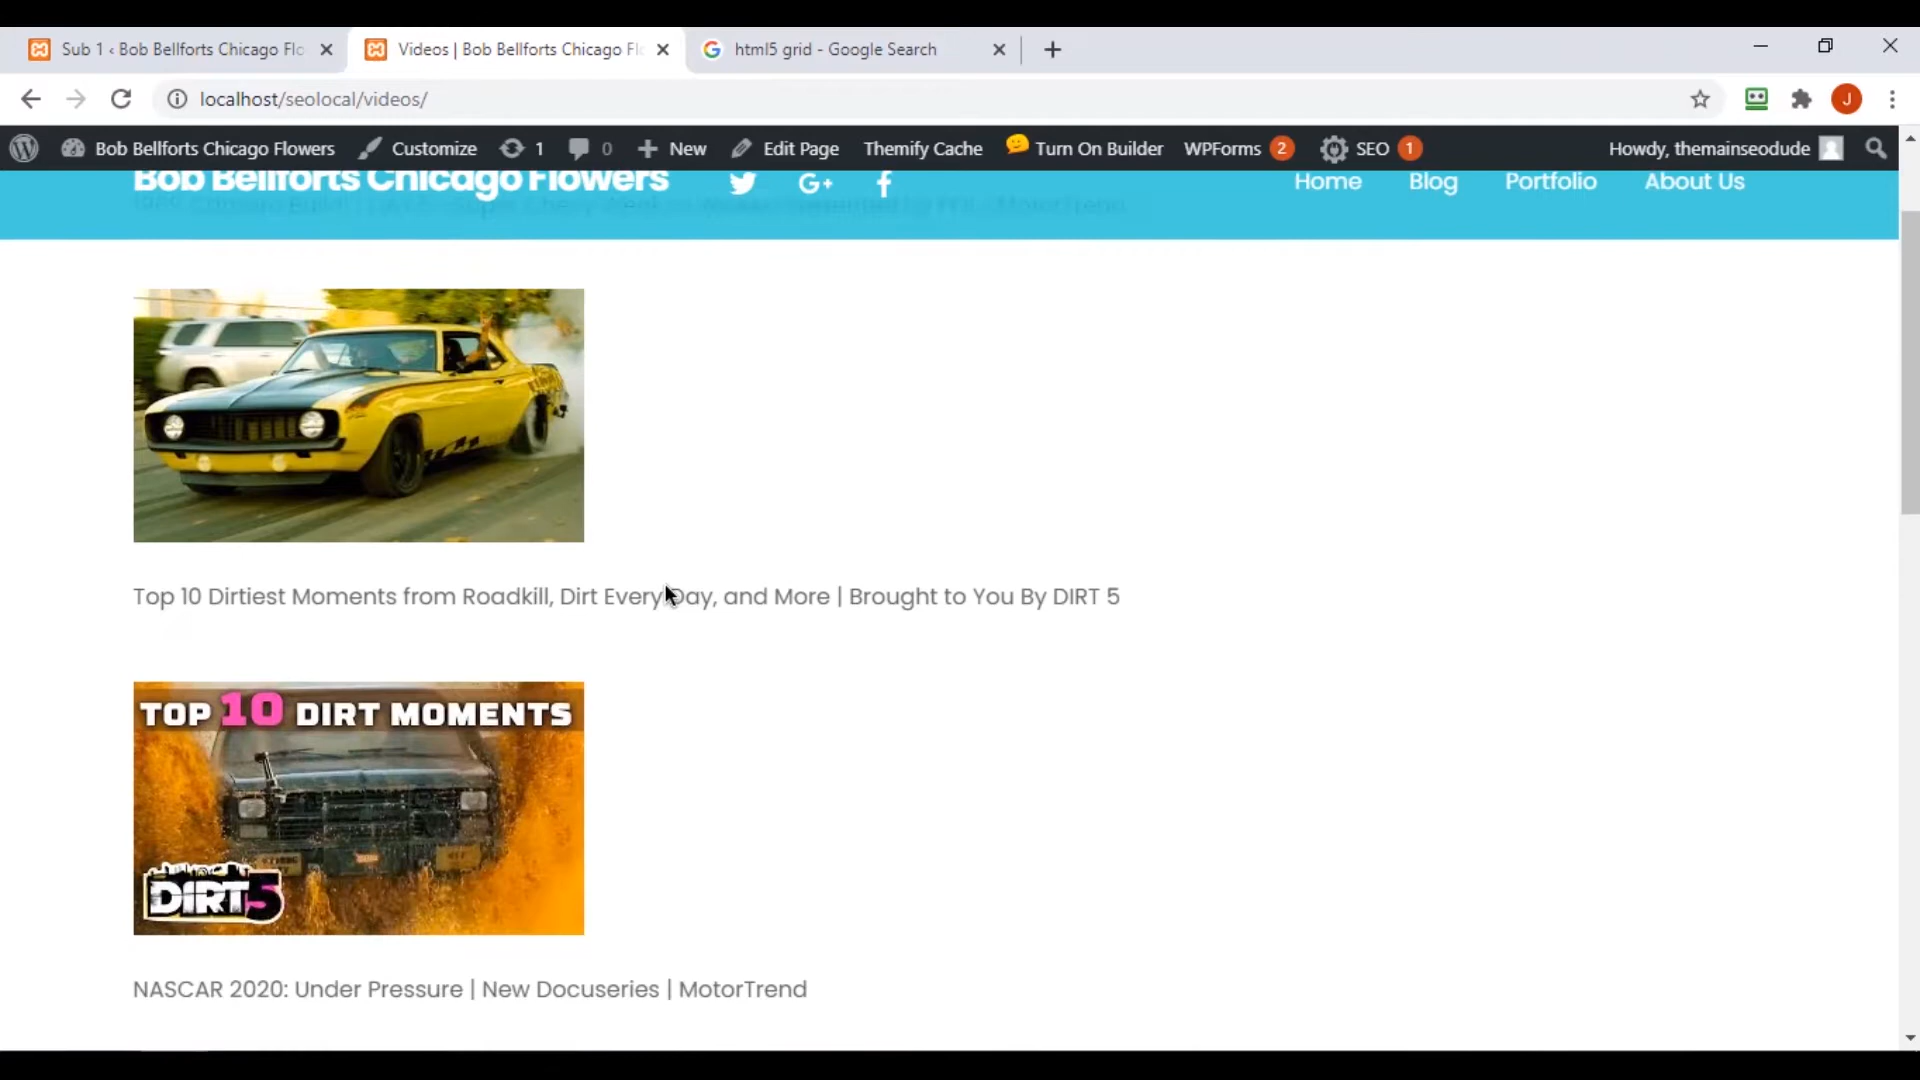 Sub 1 ‹ Bob Bellforts Chicago Flo
Videos | Bob Bellforts Chicago Fl
html5 grid - Google Search
localhost/seolocal/videos/
J
Bob Bellforts Chicago Flowers
Customize
1
0
New
Edit Page
Themify Cache
Turn On Builder
WPForms 2
SEO 1
Howdy, themainseodude
Bob Bellforts Chicago Flowers
G+
Home
Blog
Portfolio
About Us
Top 10 Dirtiest Moments from Roadkill, Dirt Every Day, and More | Brought to You By DIRT 5
TOP 10 DIRT MOMENTS
DIRT 5
NASCAR 2020: Under Pressure | New Docuseries | MotorTrend